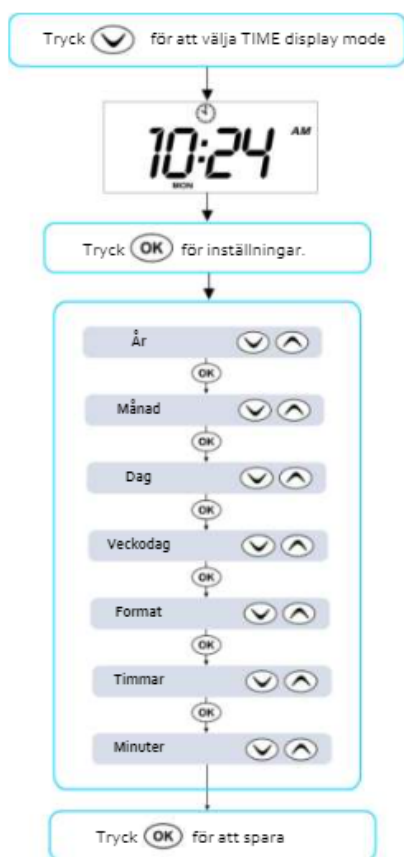 Tryck för att välja TIME display mode
10:24 AM
MON
Tryck OK för inställningar.
År
OK
Månad
OK
Dag
OK
Veckodag
OK
Format
OK
Timmar
OK
Minuter
Tryck OK för att spara